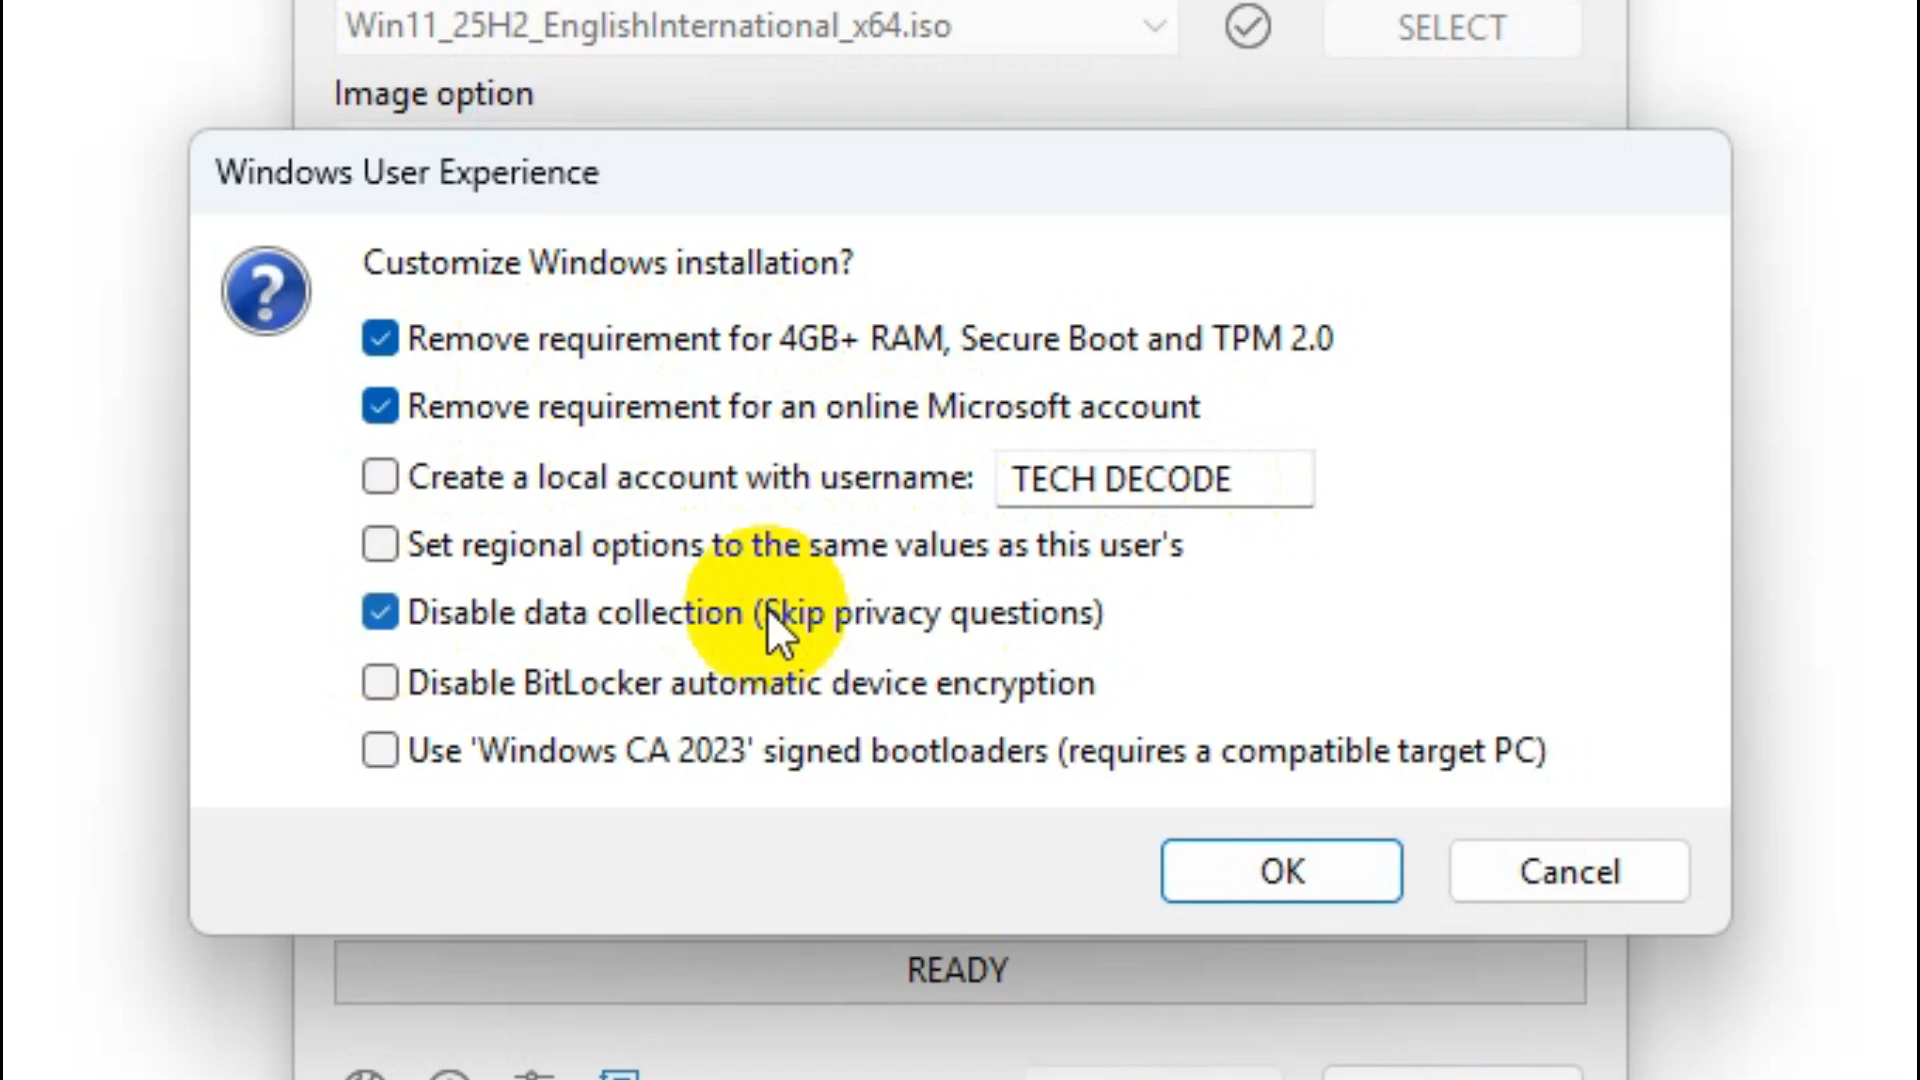 Win11_25H2_EnglishInternational_x64.iso
SELECT
Image option
Windows User Experience
Customize Windows installation?
Remove requirement for 4GB+ RAM, Secure Boot and TPM 2.0
Remove requirement for an online Microsoft account
Create a local account with username: TECH DECODE
Set regional options to the same values as this user's
Disable data collection (Skip privacy questions)
Disable BitLocker automatic device encryption
Use 'Windows CA 2023' signed bootloaders (requires a compatible target PC)
OK
Cancel
READY